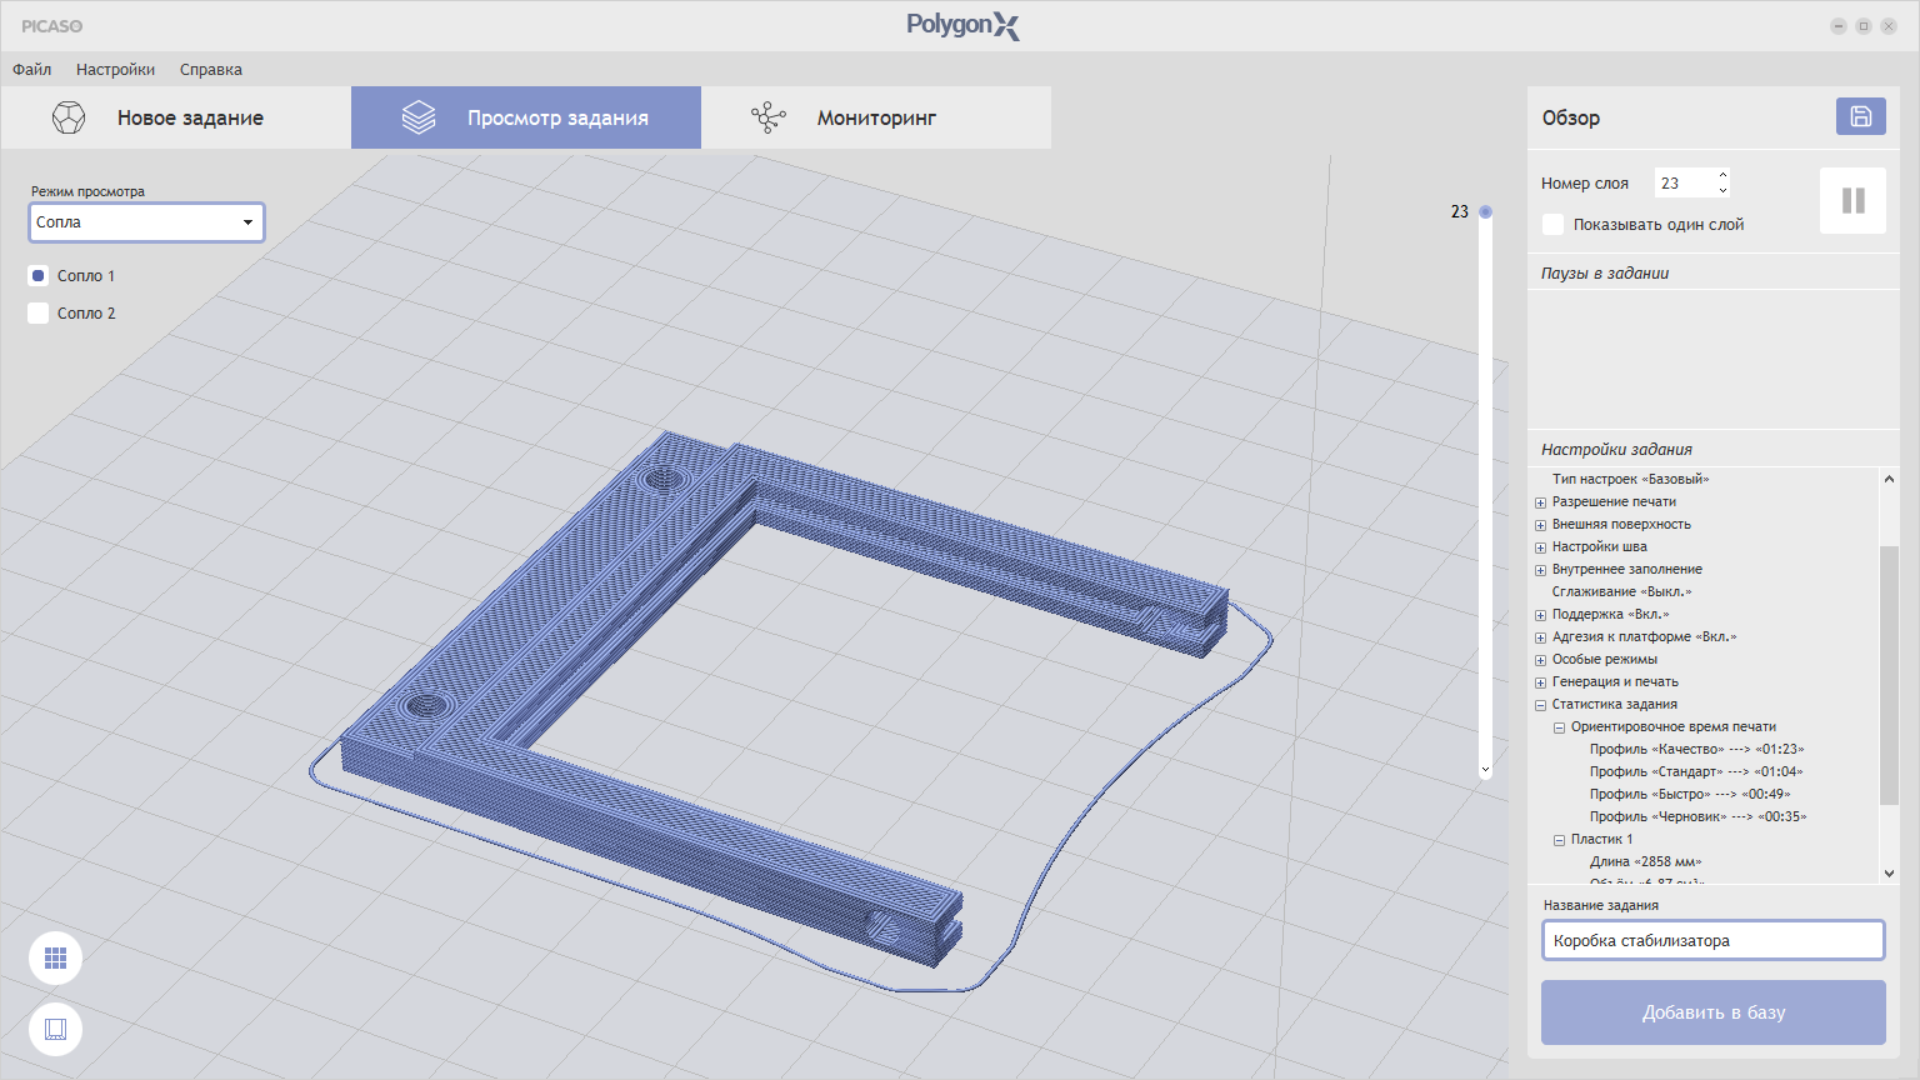 PICASO
PolygonX
Файл Настройки Справка
Новое задание
Просмотр задания
Мониторинг
Режим просмотра
Сопла
Сопло 1
Сопло 2
23
Обзор
Номер слоя 23
Показывать один слой
Паузы в задании
Настройки задания
Тип настроек «Базовый»
Разрешение печати
Внешняя поверхность
Настройки шва
Внутреннее заполнение
Сглаживание «Выкл.»
Поддержка «Вкл.»
Адгезия к платформе «Вкл.»
Особые режимы
Генерация и печать
Статистика задания
Ориентировочное время печати
Профиль «Качество» ---> «01:23»
Профиль «Стандарт» ---> «01:04»
Профиль «Быстро» ---> «00:49»
Профиль «Черновик» ---> «00:35»
Пластик 1
Длина «2858 мм»
Название задания
Коробка стабилизатора
Добавить в базу